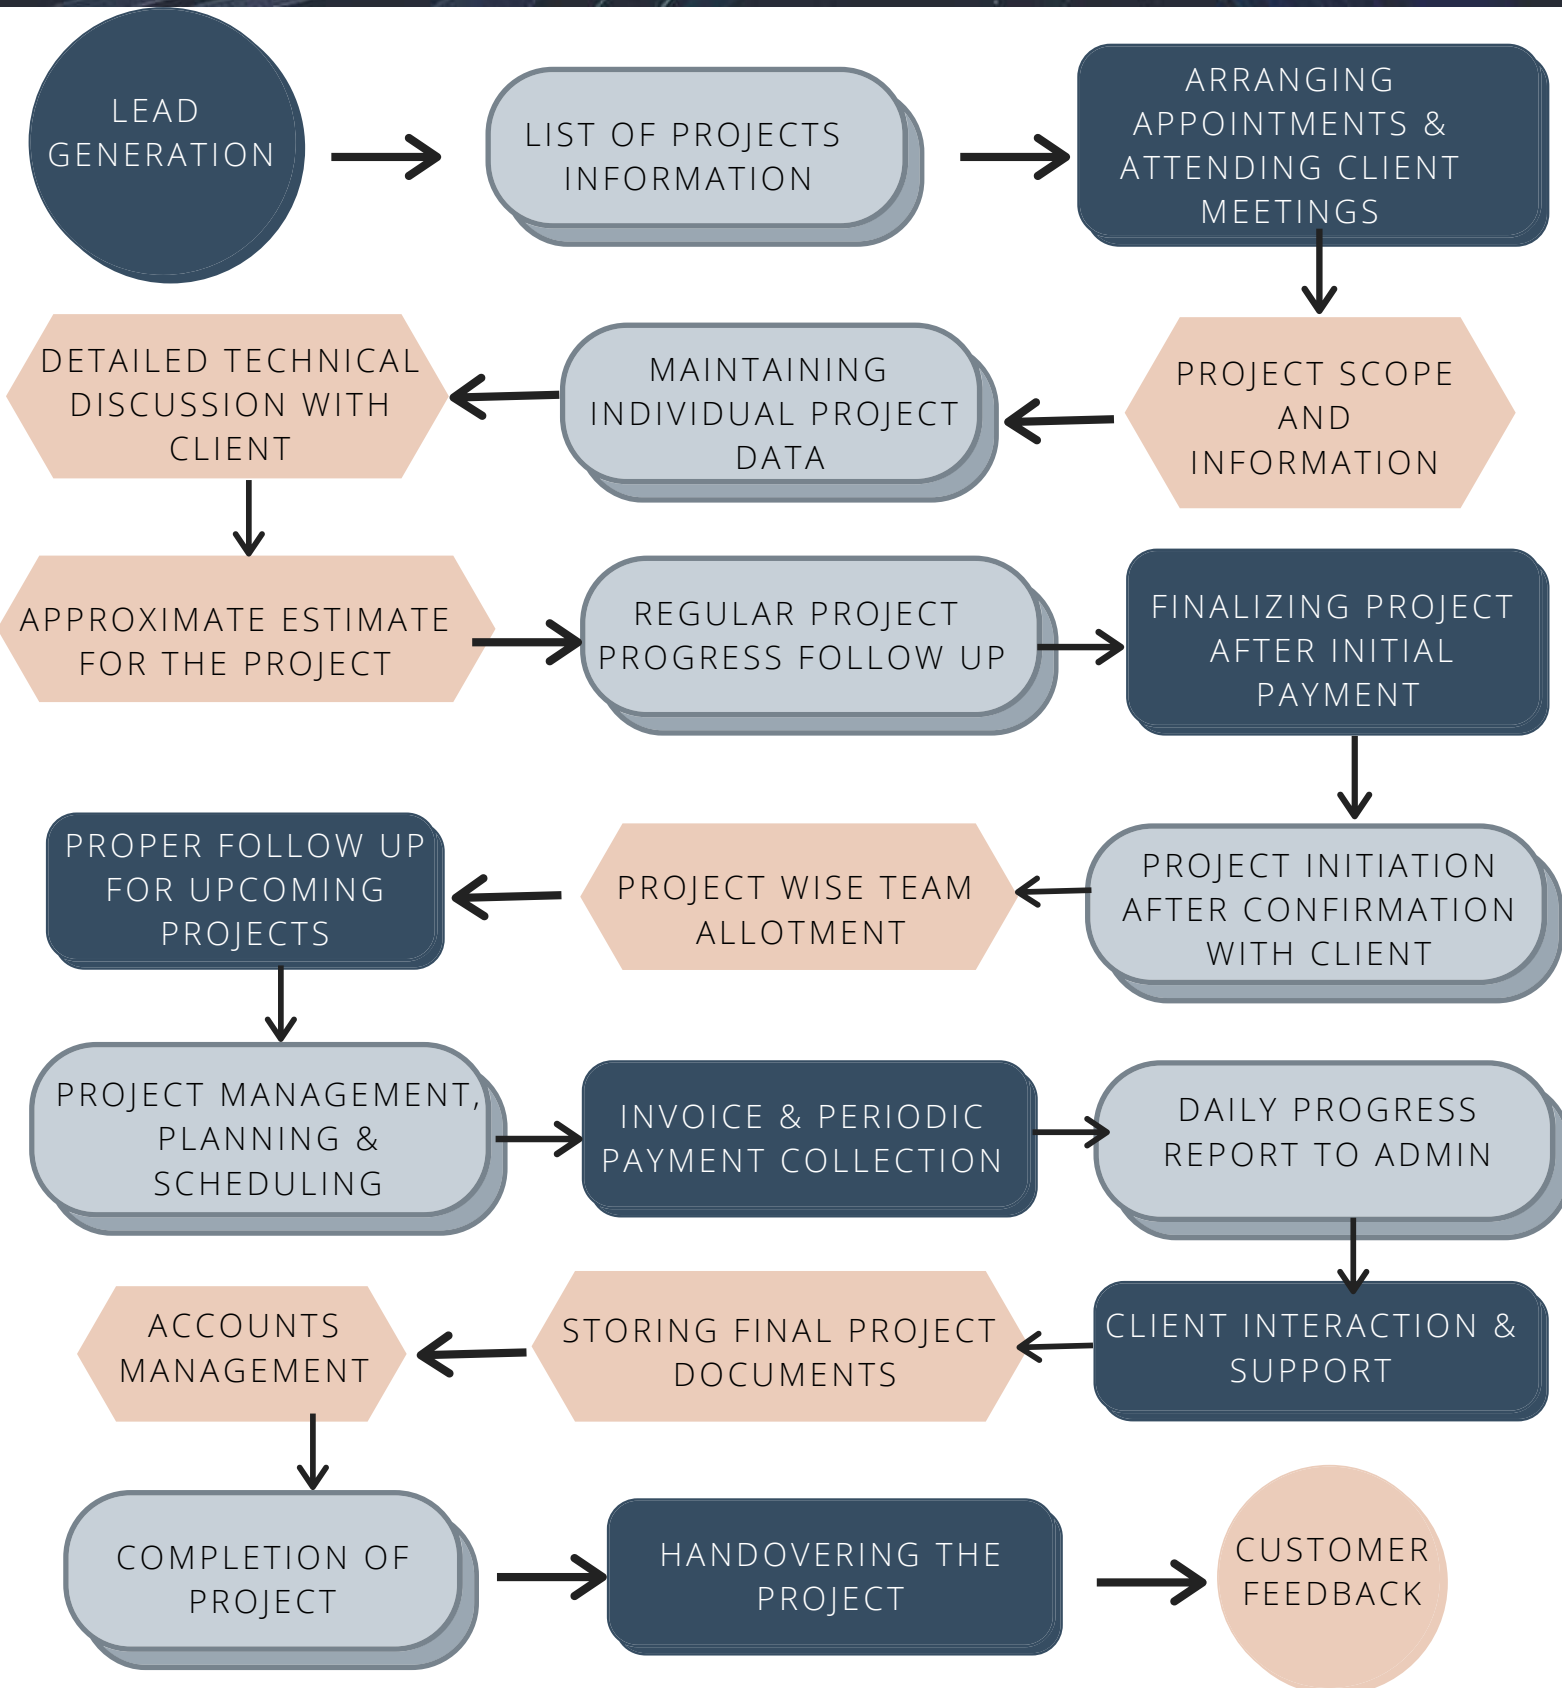 LEAD
GENERATION
LIST OF PROJECTS
INFORMATION
ARRANGING
APPOINTMENTS &
ATTENDING CLIENT
MEETINGS
PROJECT SCOPE
AND
INFORMATION
MAINTAINING
INDIVIDUAL PROJECT
DATA
DETAILED TECHNICAL
DISCUSSION WITH
CLIENT
APPROXIMATE ESTIMATE
FOR THE PROJECT
REGULAR PROJECT
PROGRESS FOLLOW UP
FINALIZING PROJECT
AFTER INITIAL
PAYMENT
PROJECT INITIATION
AFTER CONFIRMATION
WITH CLIENT
PROJECT WISE TEAM
ALLOTMENT
PROPER FOLLOW UP
FOR UPCOMING
PROJECTS
PROJECT MANAGEMENT,
PLANNING &
SCHEDULING
INVOICE & PERIODIC
PAYMENT COLLECTION
DAILY PROGRESS
REPORT TO ADMIN
CLIENT INTERACTION &
SUPPORT
STORING FINAL PROJECT
DOCUMENTS
ACCOUNTS
MANAGEMENT
COMPLETION OF
PROJECT
HANDOVERING THE
PROJECT
CUSTOMER
FEEDBACK